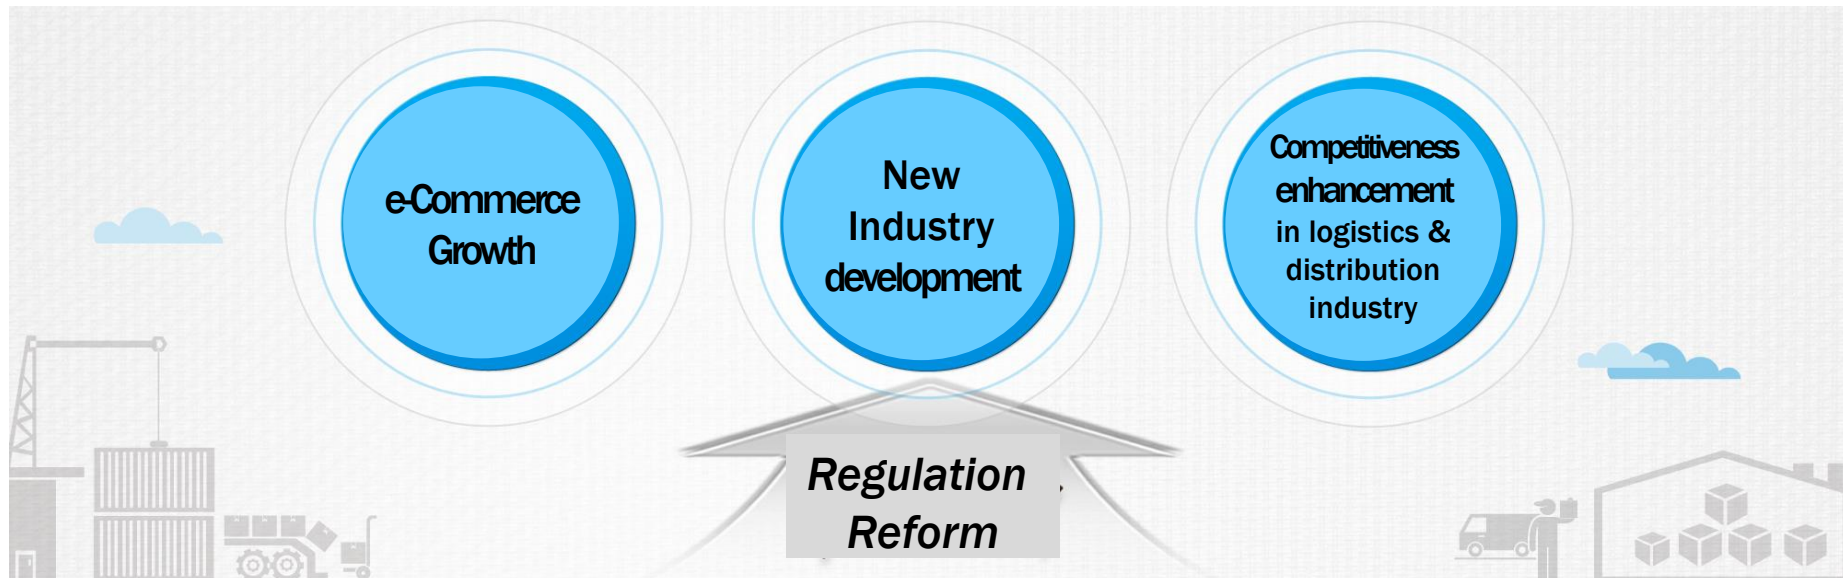 e-Commerce
Growth
New
Industry
development
Competitiveness
enhancement
in logistics &
distribution
industry
Regulation
Reform